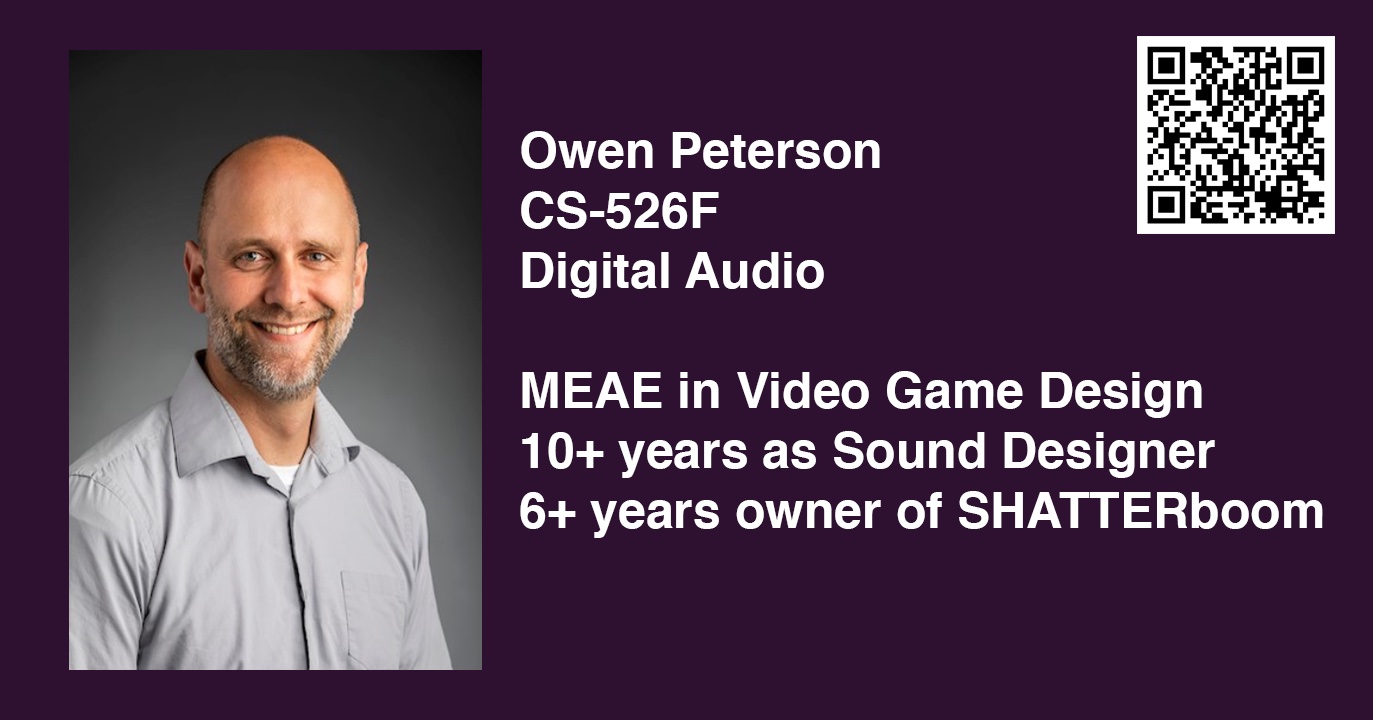 Owen Peterson
CS-526F
Digital Audio
MEAE in Video Game Design
10+ years as Sound Designer
6+ years owner of SHATTERboom